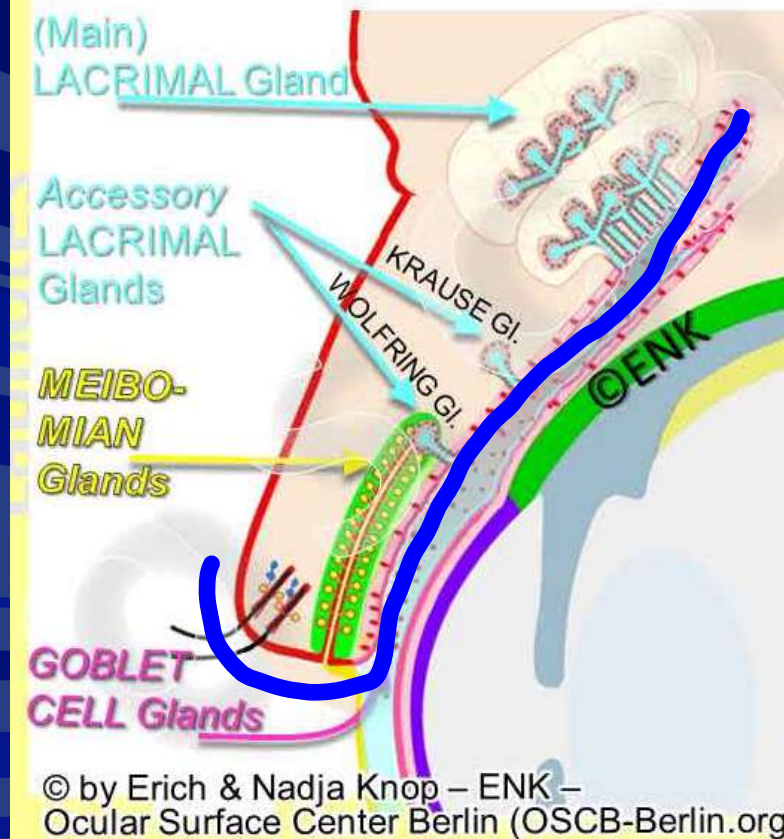 (Main)
LACRIMAL Gland
Accessory
LACRIMAL
Glands
KRAUSE Gl.
WOLFRING Gl.
©ENK
MEIBO-
MIAN
Glands
GOBLET
CELL Glands
© by Erich & Nadja Knop – ENK –
Ocular Surface Center Berlin (OSCB-Berlin.org